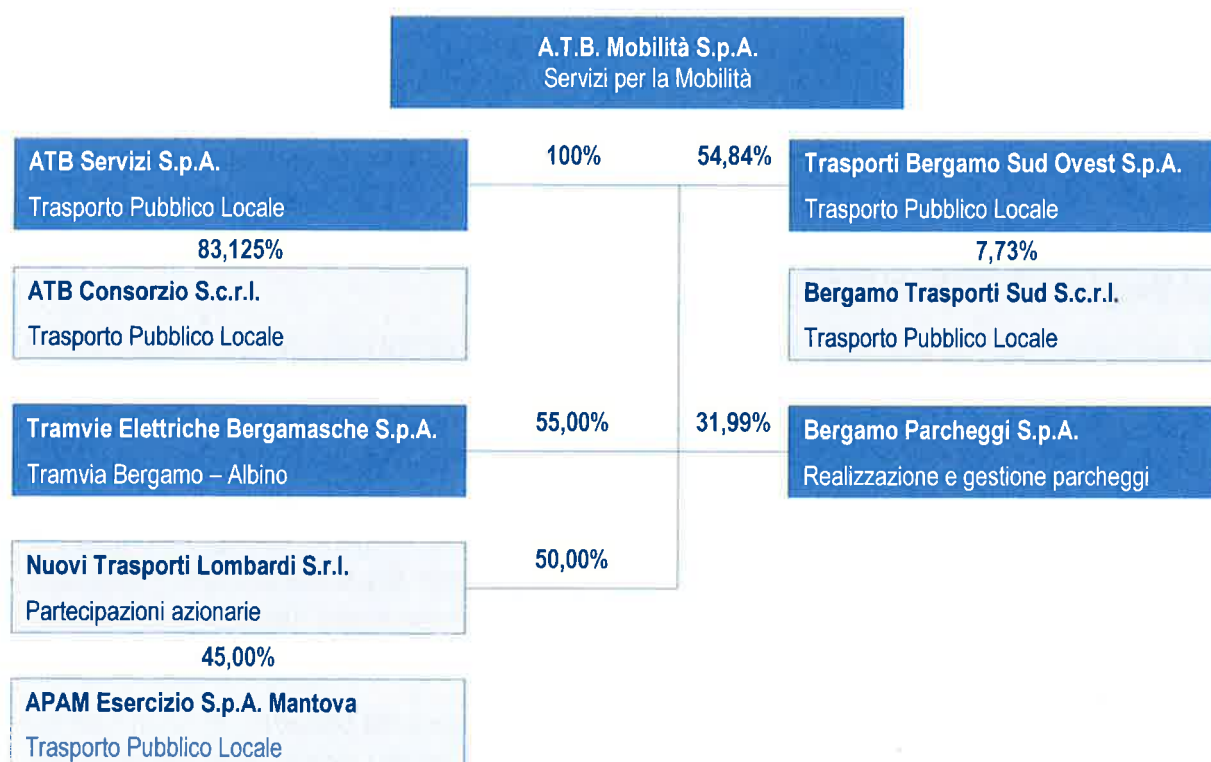 A.T.B. Mobilità S.p.A.
Servizi per la Mobilità
ATB Servizi S.p.A.
Trasporto Pubblico Locale
100%
54,84%
Trasporti Bergamo Sud Ovest S.p.A.
Trasporto Pubblico Locale
83,125%
7,73%
ATB Consorzio S.c.r.l.
Trasporto Pubblico Locale
Bergamo Trasporti Sud S.c.r.l.
Trasporto Pubblico Locale
Tramvie Elettriche Bergamasche S.p.A.
Tramvia Bergamo – Albino
55,00%
31,99%
Bergamo Parcheggi S.p.A.
Realizzazione e gestione parcheggi
Nuovi Trasporti Lombardi S.r.l.
Partecipazioni azionarie
50,00%
45,00%
APAM Esercizio S.p.A. Mantova
Trasporto Pubblico Locale